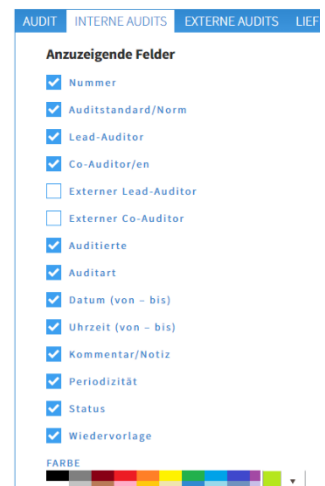 AUDIT INTERNE AUDITS EXTERNE AUDITS LIEF
Anzuzeigende Felder
Nummer
Auditstandard/Norm
Lead-Auditor
Co-Auditor/en
Externer Lead-Auditor
Externer Co-Auditor
Auditierte
Auditart
Datum (von – bis)
Uhrzeit (von – bis)
Kommentar/Notiz
Periodizität
Status
Wiedervorlage
FARBE